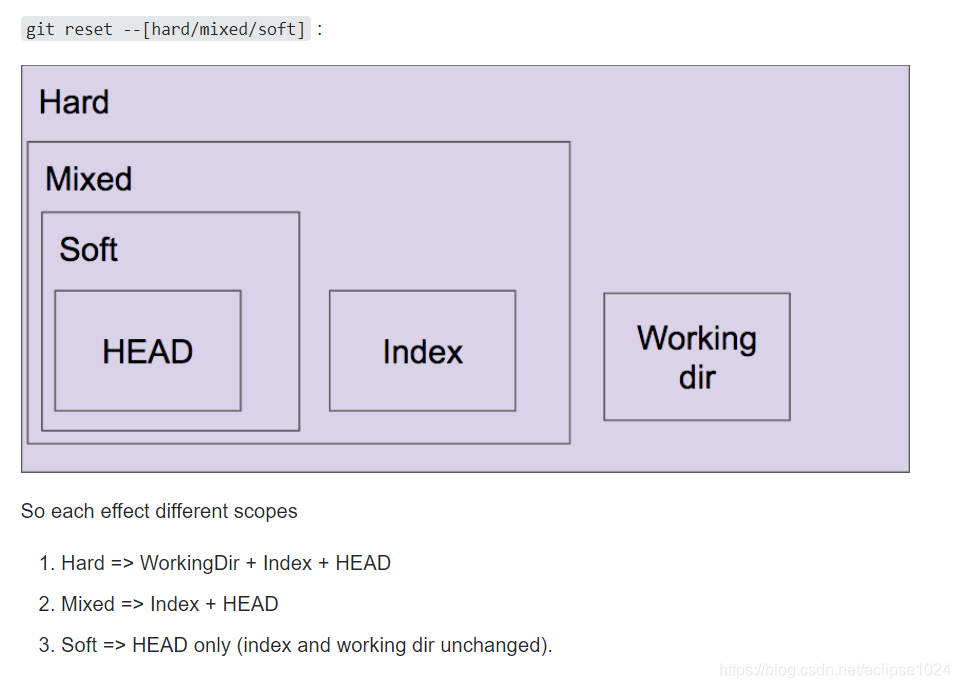 git reset --[hard/mixed/soft] :
Hard
Mixed
Soft
HEAD
Index
Working
dir
So each effect different scopes
1. Hard => WorkingDir + Index + HEAD
2. Mixed => Index + HEAD
3. Soft => HEAD only (index and working dir unchanged).
https://blog.csdn.net/eclipse1024